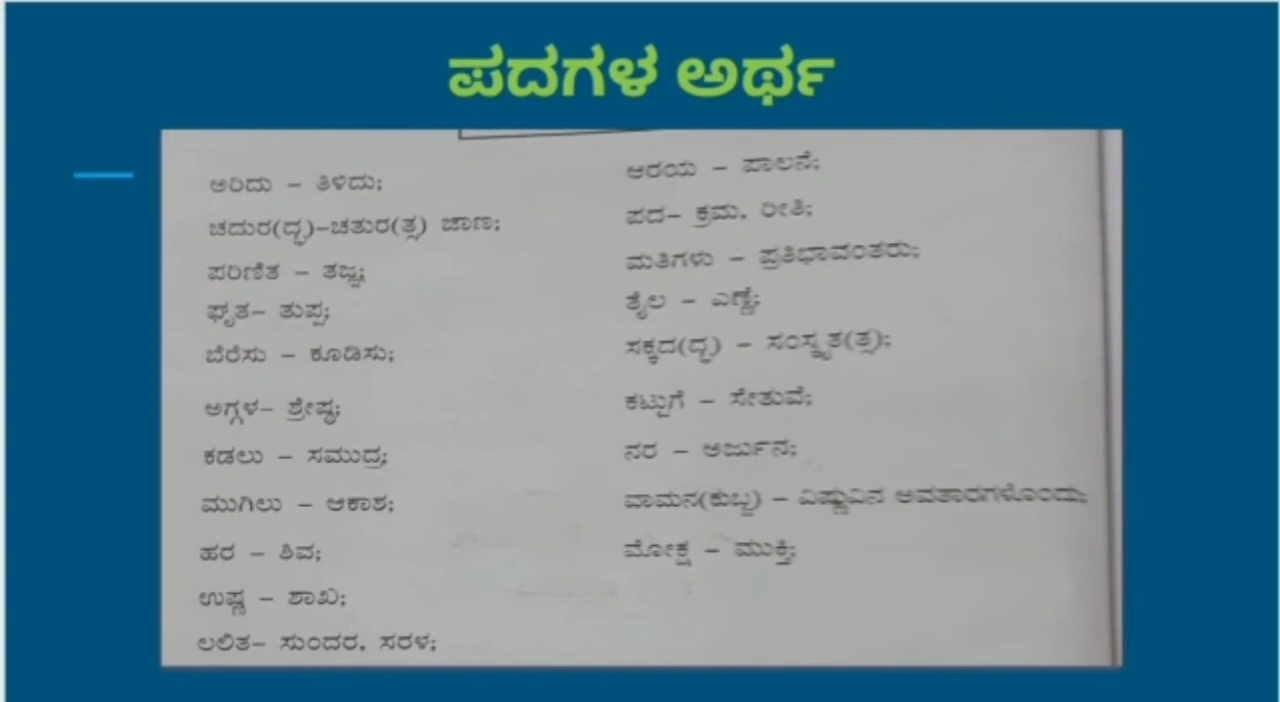 ಪದಗಳ ಅರ್ಥ
ಅರಿದು – ತಿಳಿದು;
ಚದುರ(ದ್ಭ)–ಚತುರ(ತ್ಸ) ಜಾಣ;
ಪರಿಣಿತ – ತಜ್ಞ;
ಘೃತ– ತುಪ್ಪ;
ಬೆರೆಸು – ಕೂಡಿಸು;
ಅಗ್ಗಳ– ಶ್ರೇಷ್ಠ;
ಕಡಲು – ಸಮುದ್ರ;
ಮುಗಿಲು – ಆಕಾಶ;
ಹರ – ಶಿವ;
ಉಷ್ಣ – ಶಾಖ;
ಲಲಿತ– ಸುಂದರ, ಸರಳ;
ಆರಯ – ಪಾಲನೆ;
ಪದ– ಕ್ರಮ, ರೀತಿ;
ಮತಿಗಳು – ಪ್ರತಿಭಾವಂತರು;
ತೈಲ – ಎಣ್ಣೆ;
ಸಕ್ಕದ(ದ್ಭ) – ಸಂಸ್ಕೃತ(ತ್ಸ);
ಕಟ್ಪುಗೆ – ಸೇತುವೆ;
ನರ – ಅರ್ಜುನ;
ವಾಮನ(ಕುಬ್ಜ) – ವಿಷ್ಣುವಿನ ಅವತಾರಗಳೊಂದು;
ಮೋಕ್ಷ – ಮುಕ್ತಿ;